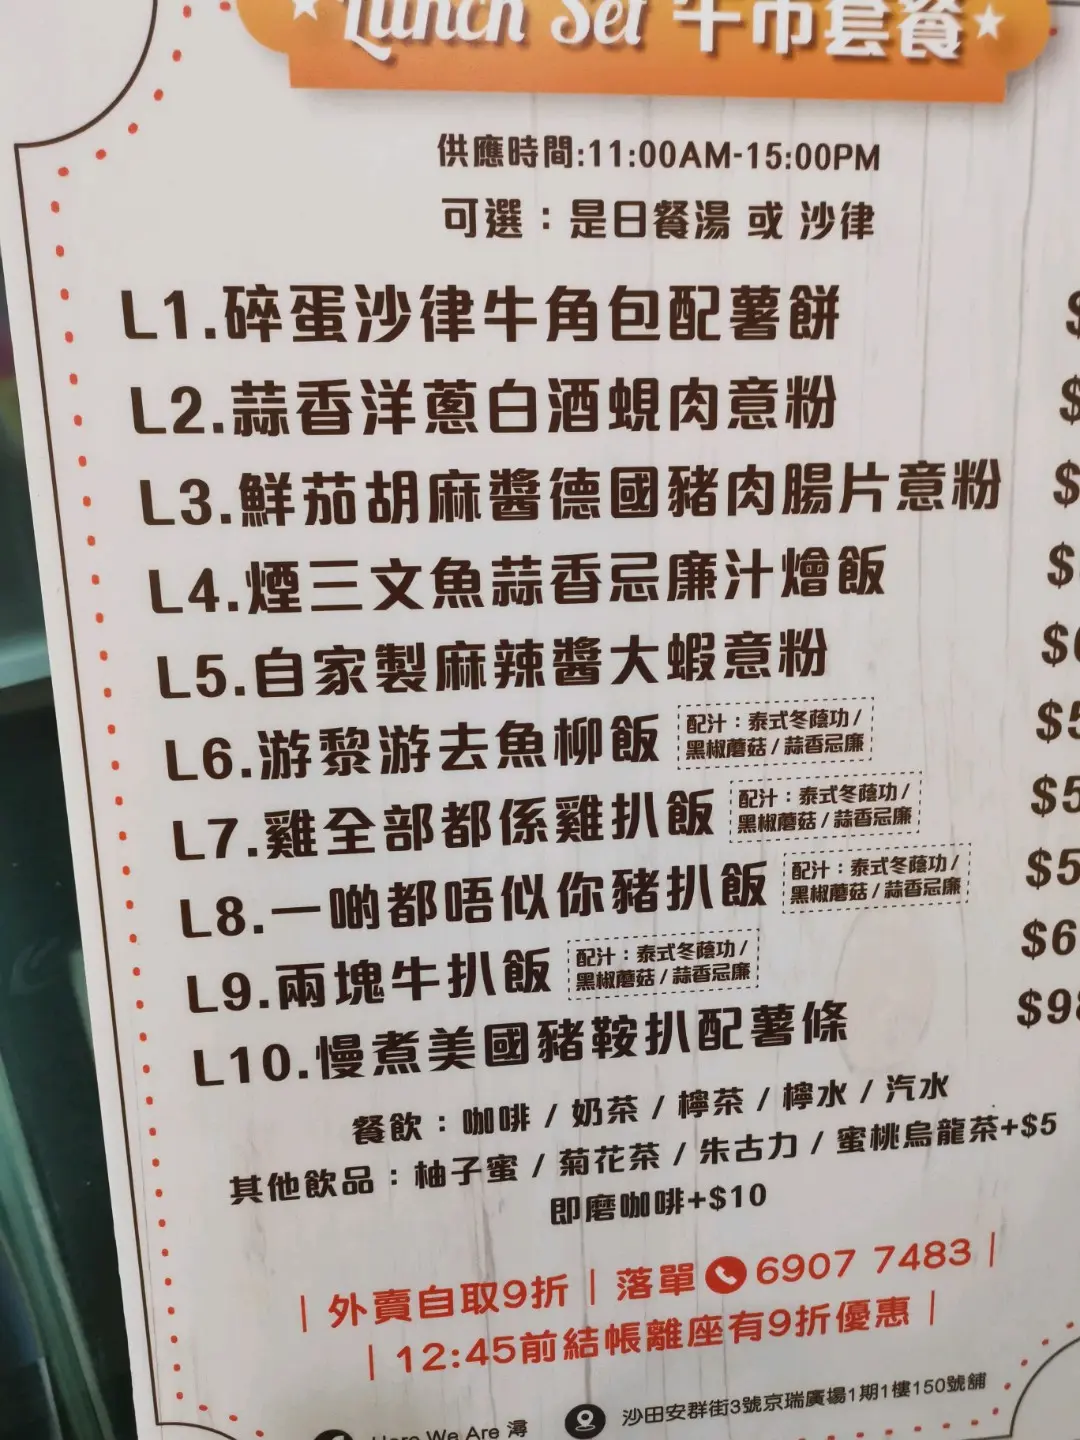 Lunch Set 午市套餐
供應時間:11:00AM-15:00PM
可選：是日餐湯 或 沙律
L1.碎蛋沙律牛角包配薯餅 $
L2.蒜香洋蔥白酒蜆肉意粉 $
L3.鮮茄胡麻醬德國豬肉腸片意粉 $
L4.煙三文魚蒜香忌廉汁燴飯 $
L5.自家製麻辣醬大蝦意粉 $6
L6.游黎游去魚柳飯 配汁：泰式冬蔭功/ $5
黑椒蘑菇/蒜香忌廉
L7.雞全部都係雞扒飯 配汁：泰式冬蔭功/ $5
黑椒蘑菇/蒜香忌廉
L8.一啲都唔似你豬扒飯 配汁：泰式冬蔭功/ $5
黑椒蘑菇/蒜香忌廉
L9.兩塊牛扒飯 配汁：泰式冬蔭功/ $6
黑椒蘑菇/蒜香忌廉
L10.慢煮美國豬鞍扒配薯條 $98
餐飲：咖啡 / 奶茶 / 檸茶 / 檸水 / 汽水
其他飲品：柚子蜜 / 菊花茶 / 朱古力 / 蜜桃烏龍茶+$5
即磨咖啡+$10
| 外賣自取9折 | 落單 6907 7483 |
| 12:45前結帳離座有9折優惠 |
Here We Are 潯 沙田安群街3號京瑞廣場1期1樓150號舖